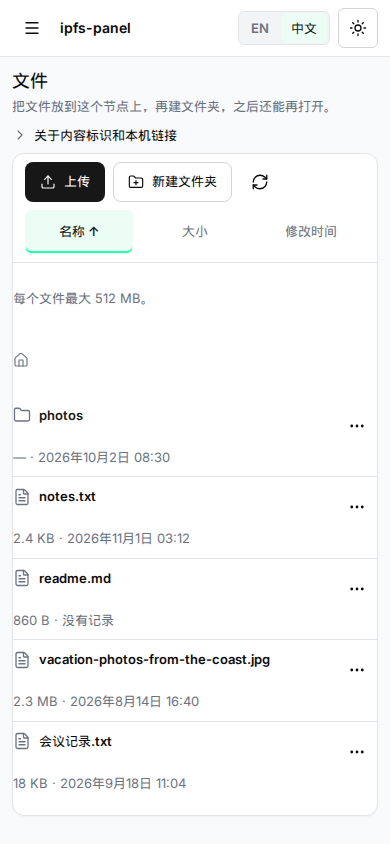 ipfs-panel
EN 中文
文件
把文件放到这个节点上，再建文件夹，之后还能再打开。
关于内容标识和本机链接
上传 新建文件夹
名称 ↑ 大小 修改时间
每个文件最大 512 MB。
photos
— · 2026年10月2日 08:30
notes.txt
2.4 KB · 2026年11月1日 03:12
readme.md
860 B · 没有记录
vacation-photos-from-the-coast.jpg
2.3 MB · 2026年8月14日 16:40
会议记录.txt
18 KB · 2026年9月18日 11:04